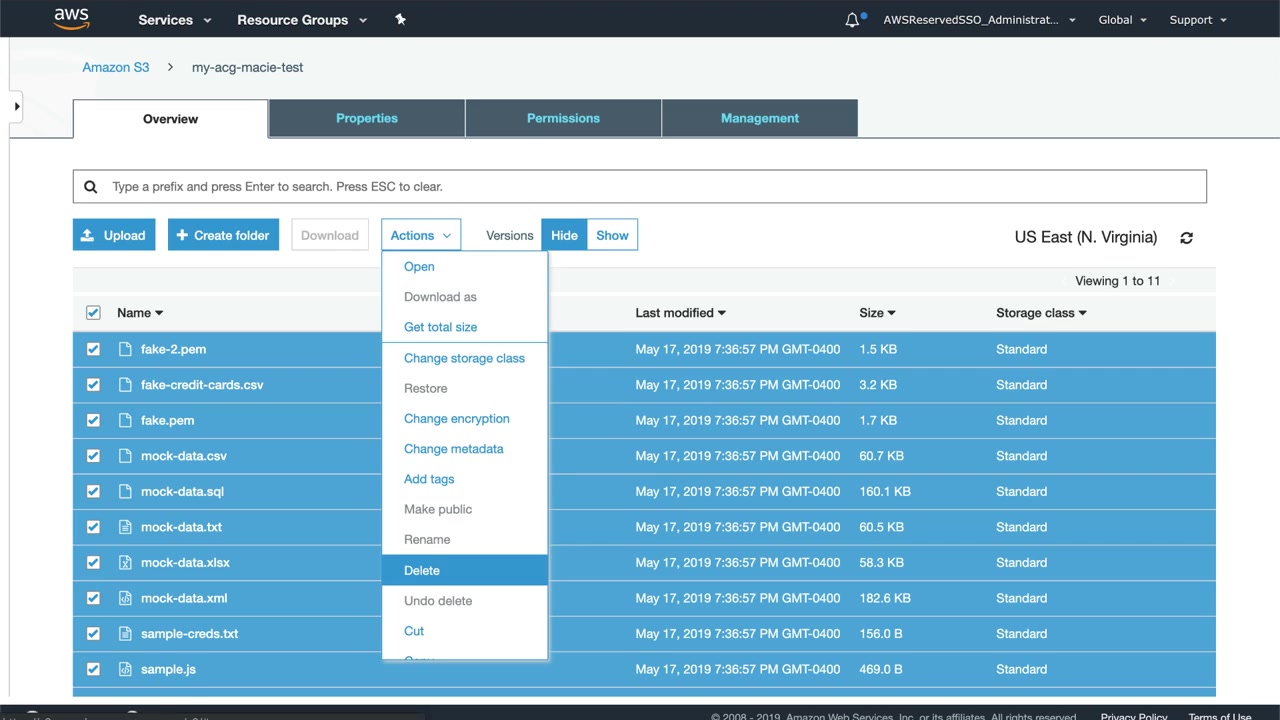 aws Services Resource Groups AWSReservedSSO_Administrat... Global Support
Amazon S3 > my-acg-macie-test
Overview Properties Permissions Management
Type a prefix and press Enter to search. Press ESC to clear.
Upload + Create folder Download Actions Versions Hide Show US East (N. Virginia)
Open
Download as
Get total size
Change storage class
Restore
Change encryption
Change metadata
Add tags
Make public
Rename
Delete
Undo delete
Cut
Copy
Viewing 1 to 11
Name Last modified Size Storage class
fake-2.pem May 17, 2019 7:36:57 PM GMT-0400 1.5 KB Standard
fake-credit-cards.csv May 17, 2019 7:36:57 PM GMT-0400 3.2 KB Standard
fake.pem May 17, 2019 7:36:57 PM GMT-0400 1.7 KB Standard
mock-data.csv May 17, 2019 7:36:57 PM GMT-0400 60.7 KB Standard
mock-data.sql May 17, 2019 7:36:57 PM GMT-0400 160.1 KB Standard
mock-data.txt May 17, 2019 7:36:57 PM GMT-0400 60.5 KB Standard
mock-data.xlsx May 17, 2019 7:36:57 PM GMT-0400 58.3 KB Standard
mock-data.xml May 17, 2019 7:36:57 PM GMT-0400 182.6 KB Standard
sample-creds.txt May 17, 2019 7:36:57 PM GMT-0400 156.0 B Standard
sample.js May 17, 2019 7:36:57 PM GMT-0400 469.0 B Standard
© 2008 - 2019, Amazon Web Services, Inc. or its affiliates. All rights reserved. Privacy Policy Terms of Use